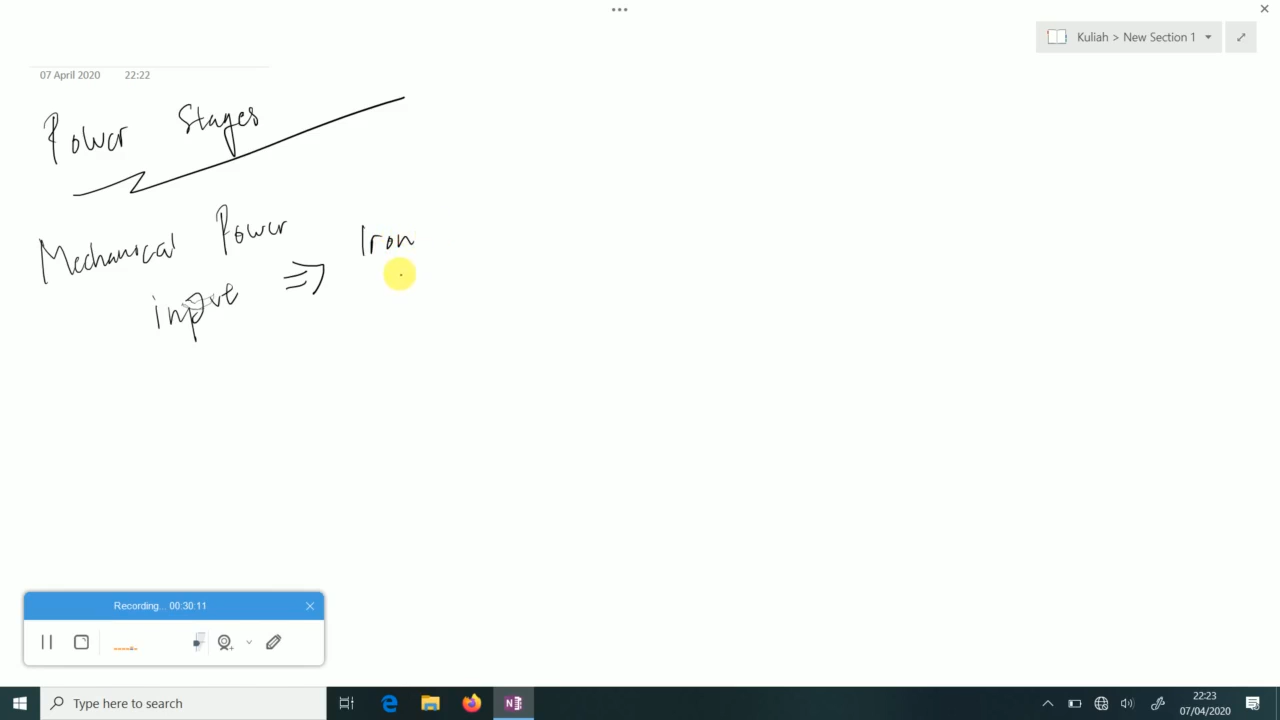 Kuliah > New Section 1
07 April 2020 22:22
Power Stages
Mechanical Power
input ⇒ Iron
Recording... 00:30:11
Type here to search
22:23
07/04/2020